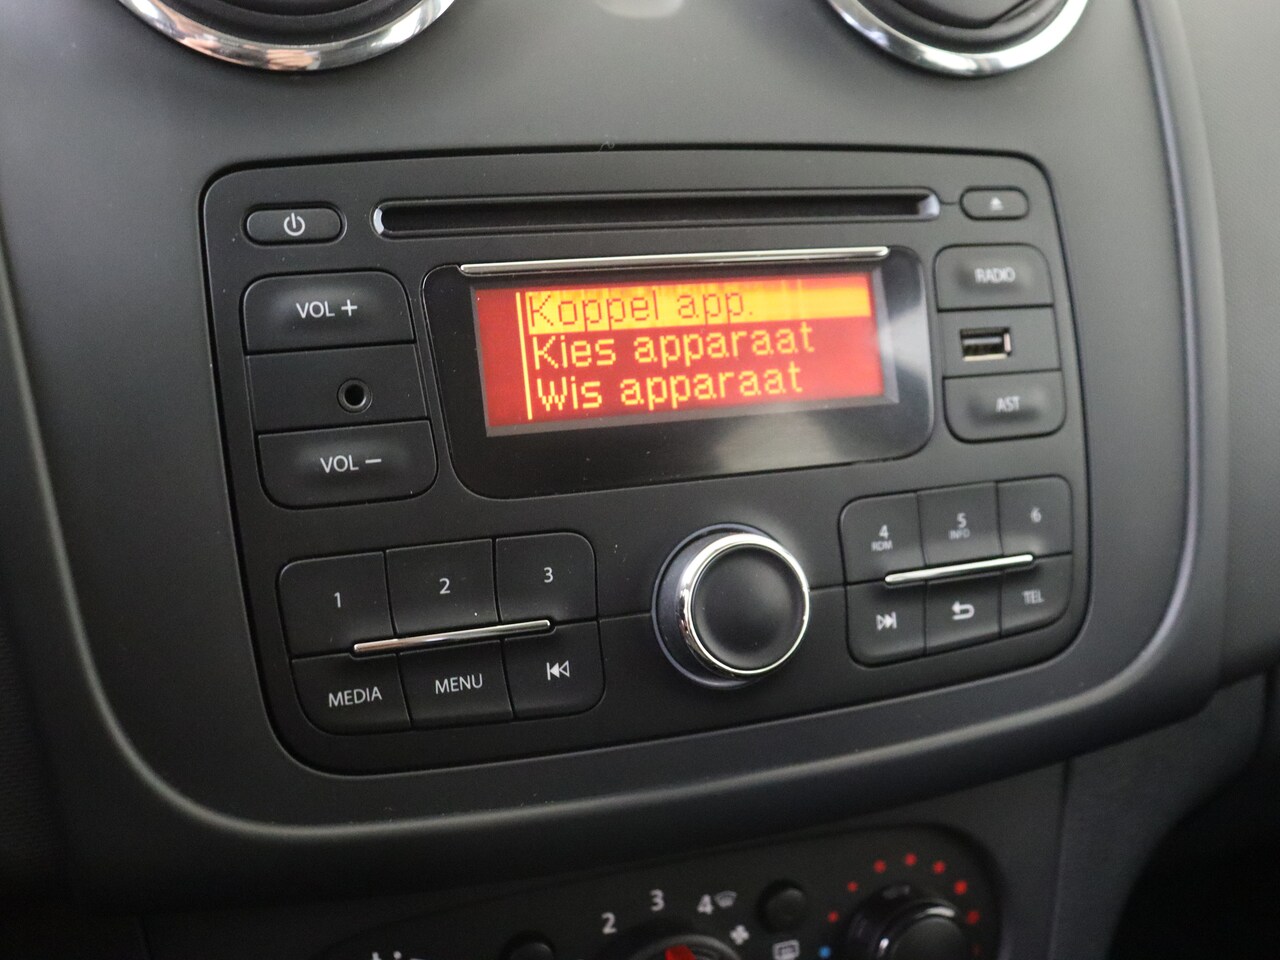 VOL +
VOL −
Koppel app.
Kies apparaat
Wis apparaat
RADIO
AST
1
2
3
MEDIA
MENU
4
RDM
5
INFO
6
TEL
2
3
4